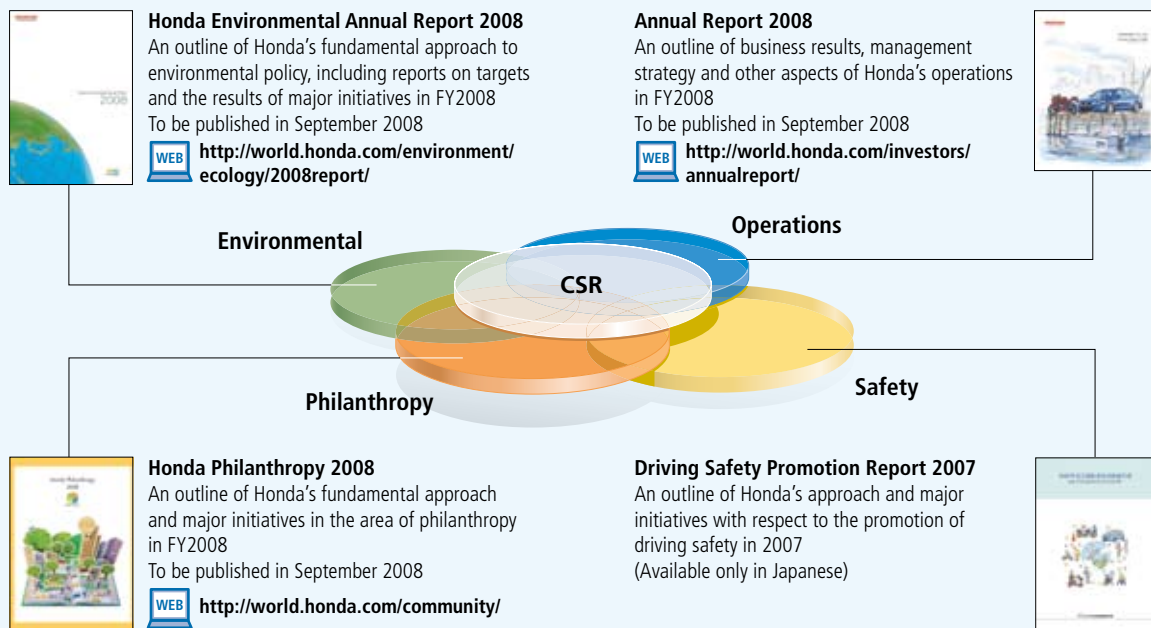 Honda Environmental Annual Report 2008
An outline of Honda's fundamental approach to
environmental policy, including reports on targets
and the results of major initiatives in FY2008
To be published in September 2008
WEB http://world.honda.com/environment/
ecology/2008report/
Annual Report 2008
An outline of business results, management
strategy and other aspects of Honda's operations
in FY2008
To be published in September 2008
WEB http://world.honda.com/investors/
annualreport/
2008
Environmental
Operations
CSR
Philanthropy
Safety
Honda Philanthropy 2008
An outline of Honda's fundamental approach
and major initiatives in the area of philanthropy
in FY2008
To be published in September 2008
WEB http://world.honda.com/community/
Honda Philanthropy
2008
Driving Safety Promotion Report 2007
An outline of Honda's approach and major
initiatives with respect to the promotion of
driving safety in 2007
(Available only in Japanese)